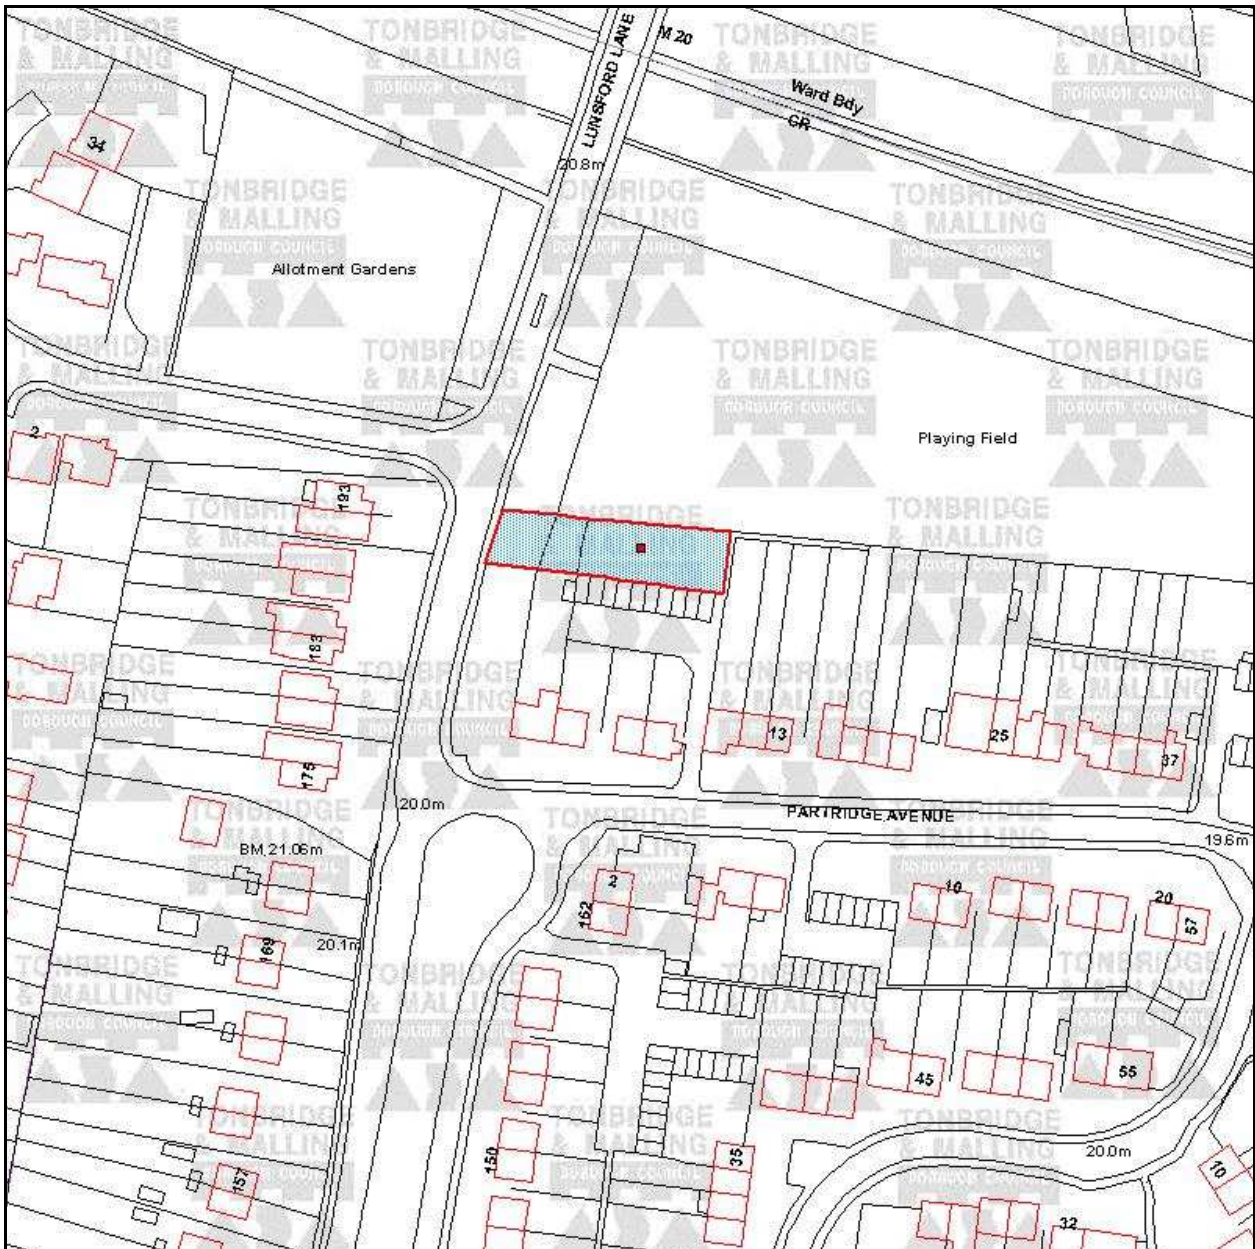 TONBRIDGE
& MALLING
BOROUGH COUNCIL
LUNSFORD LANE
M 20
Ward Bdy
CR
20.8m
34
Allotment Gardens
Playing Field
2
193
183
175
13
25
37
20.0m
PARTRIDGE AVENUE
19.6m
BM 21.06m
2
162
10
20
57
20.1m
169
45
55
150
35
20.0m
157
10
32